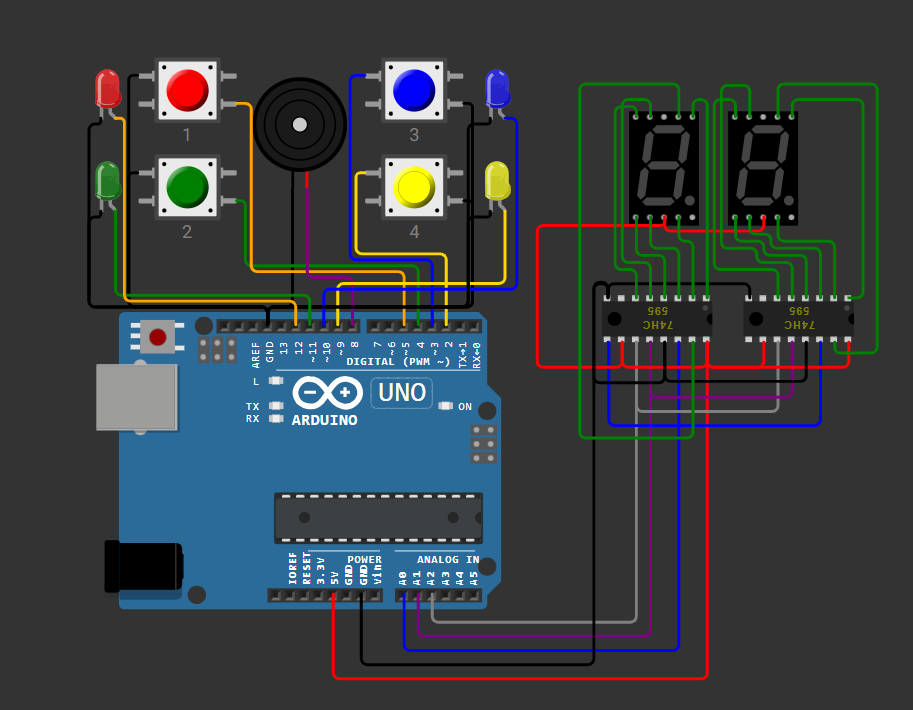 1
3
2
4
595
74HC
595
74HC
AREF
GND
13
12
~11
~10
~9
8
7
~6
~5
4
~3
2
TX→1
RX←0
DIGITAL (PWM ~)
L
TX
RX
UNO
ON
ARDUINO
IOREF
RESET
3.3V
5V
GND
GND
Vin
POWER
ANALOG IN
A0
A1
A2
A3
A4
A5